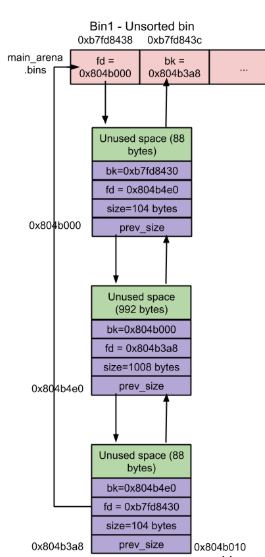 Bin1 - Unsorted bin
0xb7fd8438 0xb7fd843c
main_arena
.bins
fd =
0x804b000
bk =
0x804b3a8
...
Unused space (88
bytes)
bk=0xb7fd8430
fd = 0x804b4e0
size=104 bytes
prev_size
0x804b000
Unused space
(992 bytes)
bk=0x804b000
fd = 0x804b3a8
size=1008 bytes
prev_size
0x804b4e0
Unused space (88
bytes)
bk=0x804b4e0
fd = 0xb7fd8430
size=104 bytes
prev_size
0x804b3a8
0x804b010